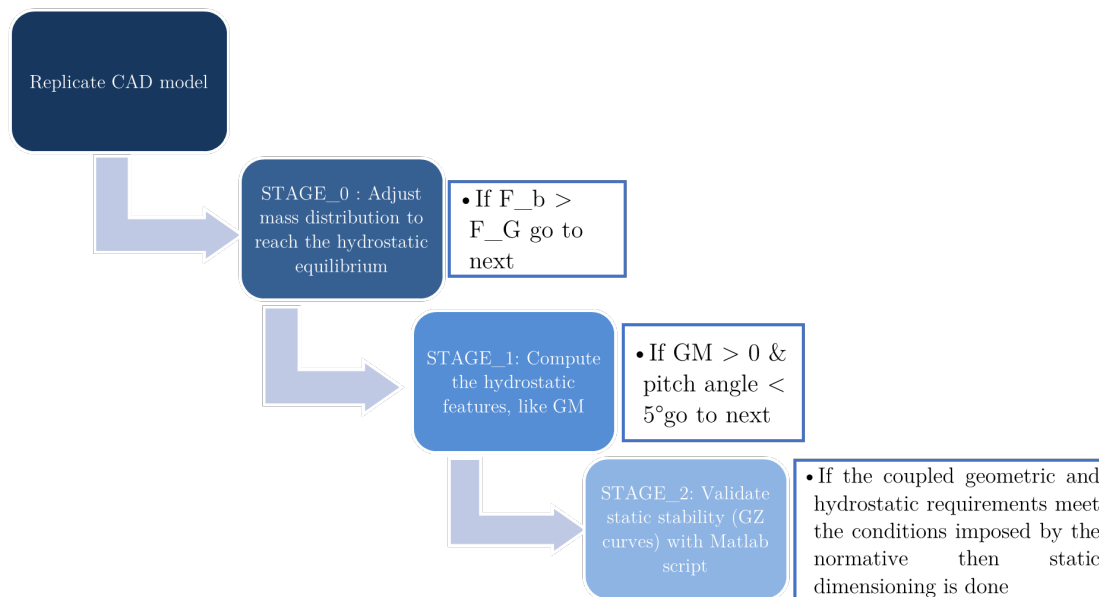 Replicate CAD model
STAGE_0 : Adjust
mass distribution to
reach the hydrostatic
equilibrium
• If F_b >
F_G go to
next
STAGE_1: Compute
the hydrostatic
features, like GM
• If GM > 0 &
pitch angle <
5°go to next
STAGE_2: Validate
static stability (GZ
curves) with Matlab
script
• If the coupled geometric and
hydrostatic requirements meet
the conditions imposed by the
normative then static
dimensioning is done